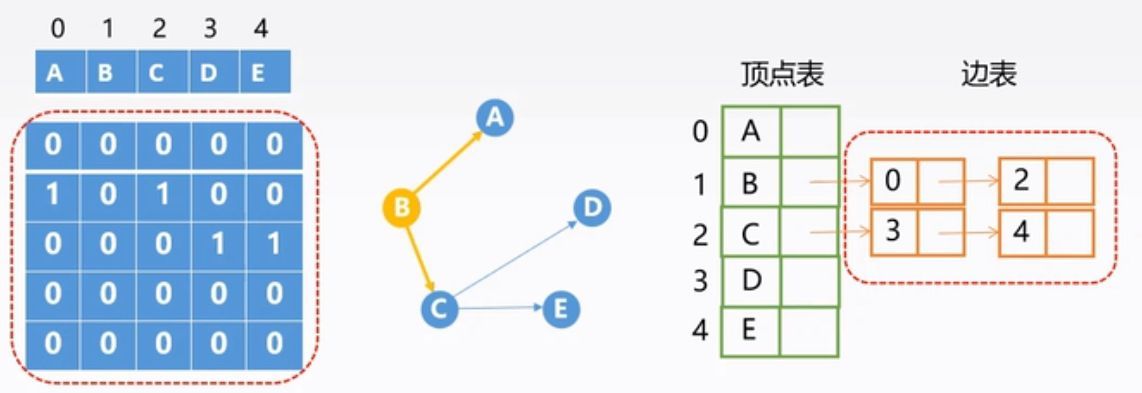 0 1 2 3 4
A B C D E
0 0 0 0 0
1 0 1 0 0
0 0 0 1 1
0 0 0 0 0
0 0 0 0 0
A
B
D
C
E
顶点表 边表
0 A
1 B 0 2
2 C 3 4
3 D
4 E